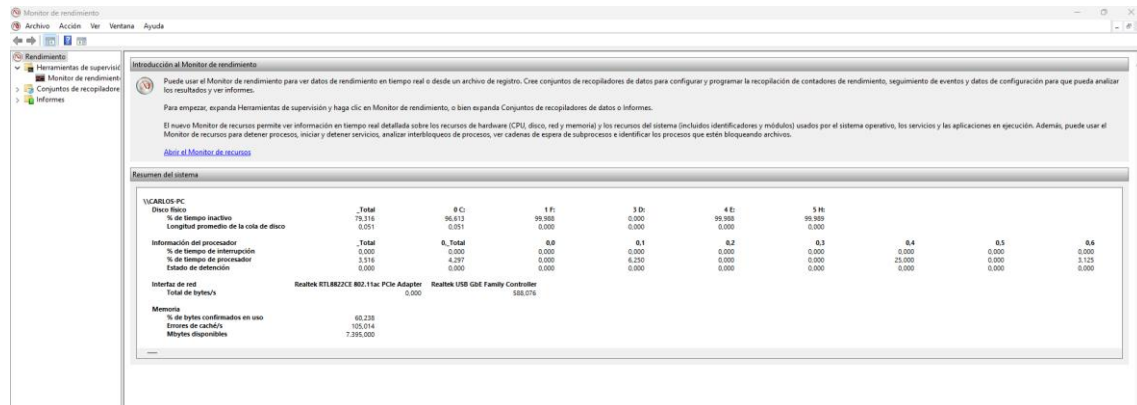 Monitor de rendimiento
Archivo Acción Ver Ventana Ayuda
Rendimiento
Herramientas de supervisió
Monitor de rendimient
Conjuntos de recopiladore
Informes
Introducción al Monitor de rendimiento
Puede usar el Monitor de rendimiento para ver datos de rendimiento en tiempo real o desde un archivo de registro. Cree conjuntos de recopiladores de datos para configurar y programar la recopilación de contadores de rendimiento, seguimiento de eventos y datos de configuración para que pueda analizar
los resultados y ver informes.
Para empezar, expanda Herramientas de supervisión y haga clic en Monitor de rendimiento, o bien expanda Conjuntos de recopiladores de datos o Informes.
El nuevo Monitor de recursos permite ver información en tiempo real detallada sobre los recursos de hardware (CPU, disco, red y memoria) y los recursos del sistema (incluidos identificadores y módulos) usados por el sistema operativo, los servicios y las aplicaciones en ejecución. Además, puede usar el
Monitor de recursos para detener procesos, iniciar y detener servicios, analizar interbloqueos de procesos, ver cadenas de espera de subprocesos e identificar los procesos que estén bloqueando archivos.
Abrir el Monitor de recursos
Resumen del sistema
\\CARLOS-PC
Disco físico _Total 0 C: 1 F: 3 D: 4 E: 5 H:
% de tiempo inactivo 79,316 96,613 99,988 0,000 99,988 99,989
Longitud promedio de la cola de disco 0,051 0,051 0,000 0,000 0,000 0,000
Información del procesador _Total 0,_Total 0,0 0,1 0,2 0,3 0,4 0,5 0,6
% de tiempo de interrupción 0,000 0,000 0,000 0,000 0,000 0,000 0,000 0,000 0,000
% de tiempo de procesador 3,516 4,297 0,000 6,250 0,000 0,000 25,000 0,000 3,125
Estado de detención 0,000 0,000 0,000 0,000 0,000 0,000 0,000 0,000 0,000
Interfaz de red Realtek RTL8822CE 802.11ac PCIe Adapter Realtek USB GbE Family Controller
Total de bytes/s 0,000 588,076
Memoria
% de bytes confirmados en uso 60,238
Errores de caché/s 105,014
Mbytes disponibles 7.395,000